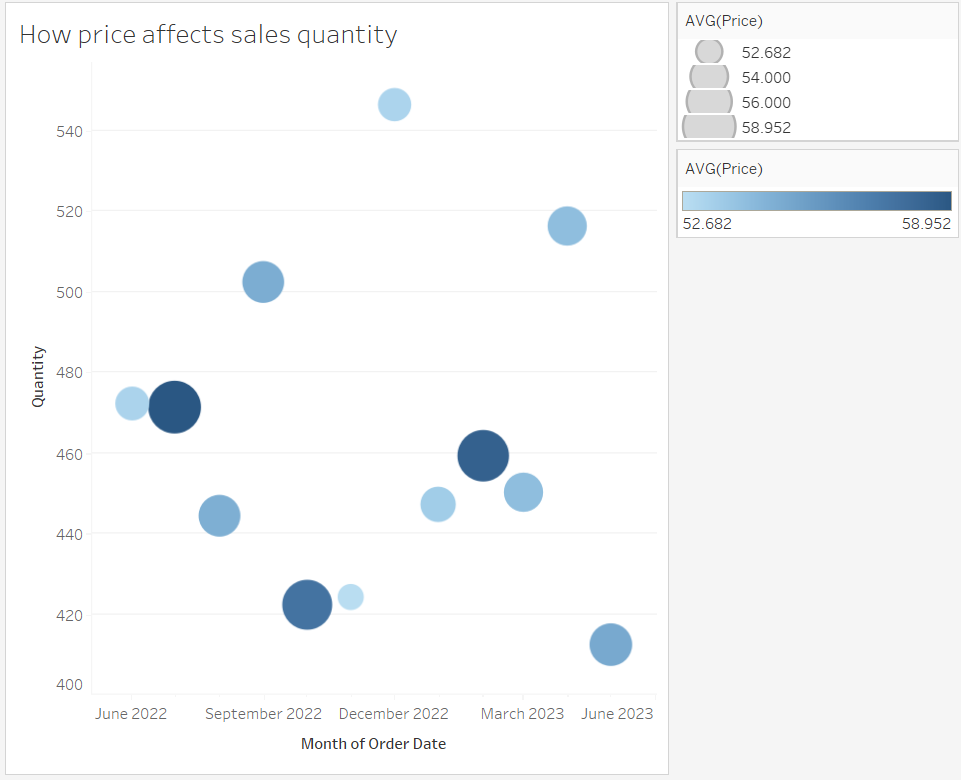 How price affects sales quantity
540
520
500
480
460
440
420
400
Quantity
June 2022
September 2022
December 2022
March 2023
June 2023
Month of Order Date
AVG(Price)
52.682
54.000
56.000
58.952
AVG(Price)
52.682 58.952